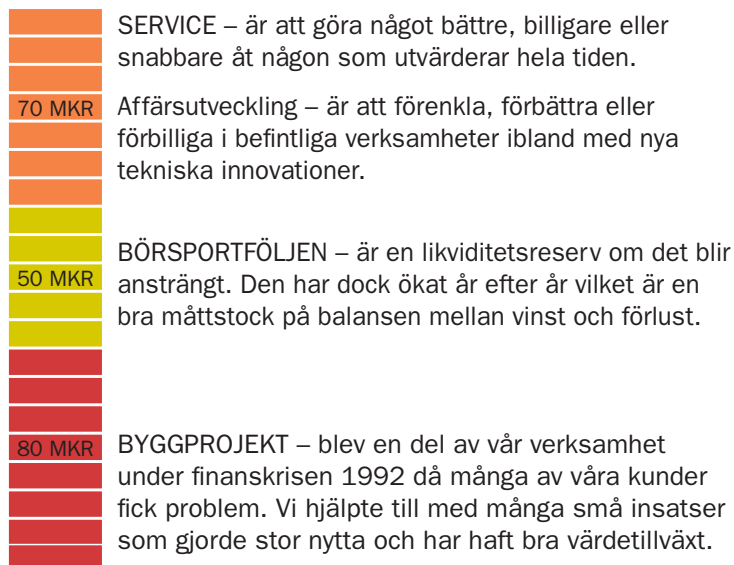 SERVICE – är att göra något bättre, billigare eller
snabbare åt någon som utvärderar hela tiden.
70 MKR
Affärsutveckling – är att förenkla, förbättra eller
förbilliga i befintliga verksamheter ibland med nya
tekniska innovationer.
BÖRSPORTFÖLJEN – är en likviditetsreserv om det blir
50 MKR
ansträngt. Den har dock ökat år efter år vilket är en
bra måttstock på balansen mellan vinst och förlust.
80 MKR
BYGGPROJEKT – blev en del av vår verksamhet
under finanskrisen 1992 då många av våra kunder
fick problem. Vi hjälpte till med många små insatser
som gjorde stor nytta och har haft bra värdetillväxt.